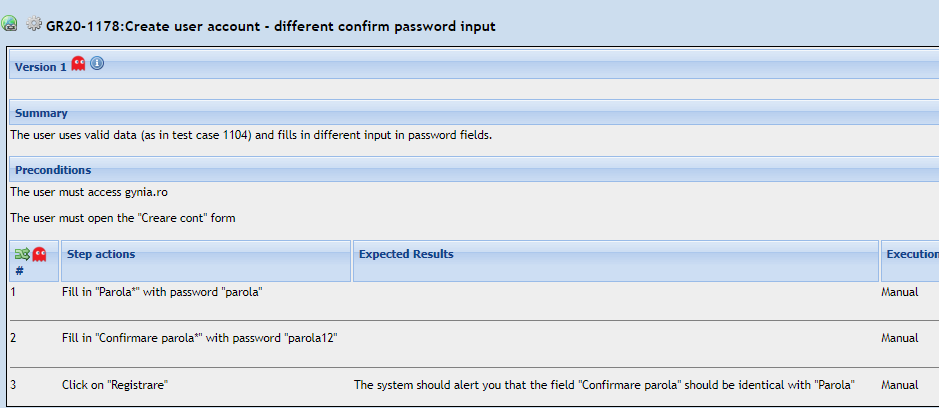 GR20-1178:Create user account - different confirm password input
Version 1
Summary
The user uses valid data (as in test case 1104) and fills in different input in password fields.
Preconditions
The user must access gynia.ro
The user must open the "Creare cont" form
# Step actions Expected Results Execution
1 Fill in "Parola*" with password "parola" Manual
2 Fill in "Confirmare parola*" with password "parola12" Manual
3 Click on "Registrare" The system should alert you that the field "Confirmare parola" should be identical with "Parola" Manual